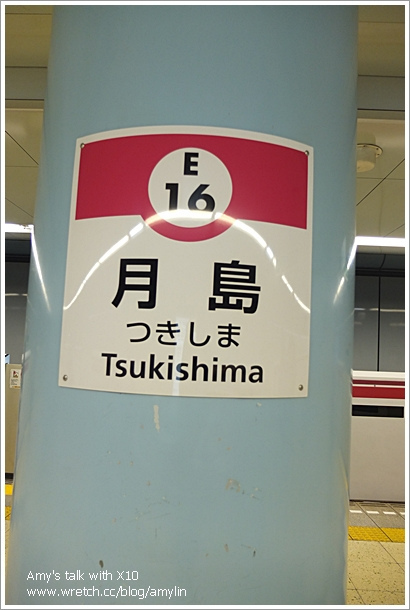 E
16
月 島
つきしま
Tsukishima
Amy's talk with X10
www.wretch.cc/blog/amylin